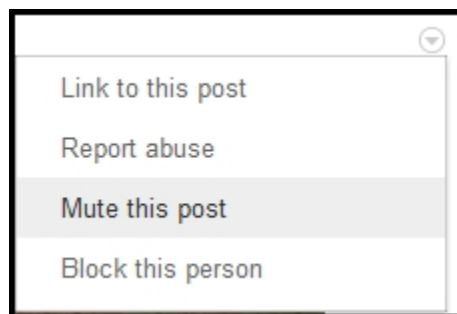 Link to this post
Report abuse
Mute this post
Block this person